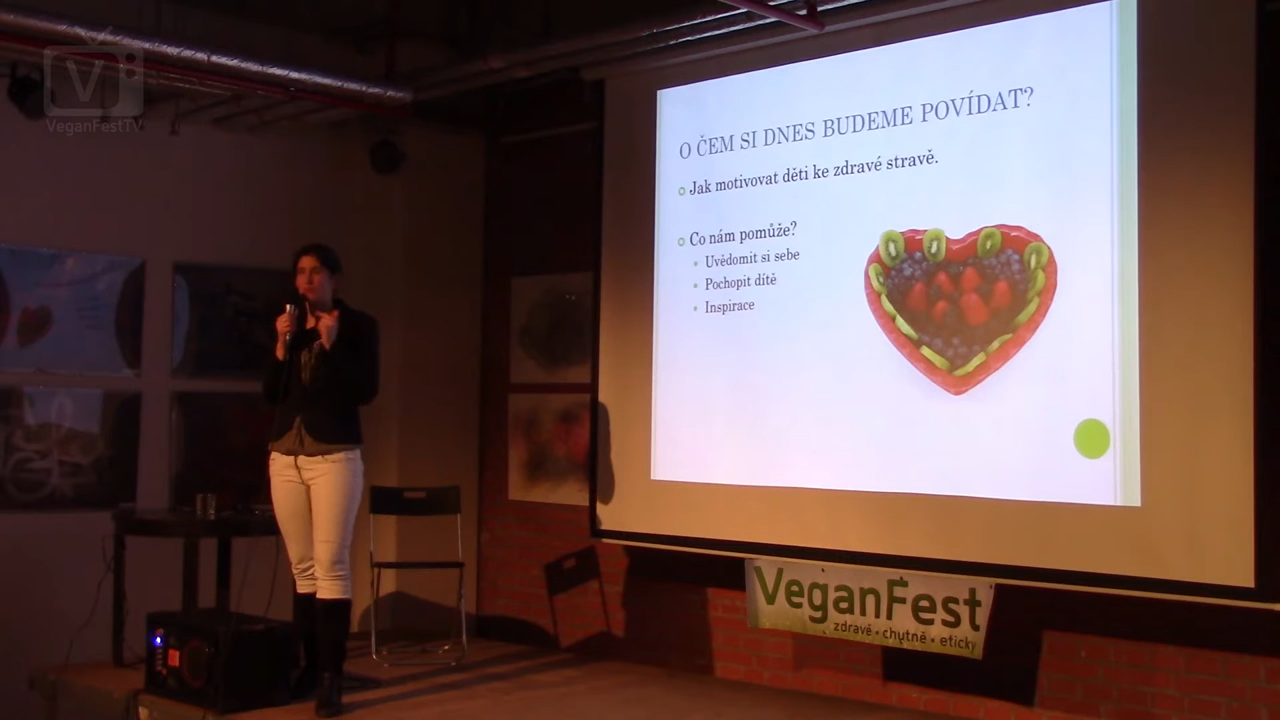 VeganFestTV
O ČEM SI DNES BUDEME POVÍDAT?
Jak motivovat děti ke zdravé stravě.
Co nám pomůže?
Uvědomit si sebe
Pochopit dítě
Inspirace
VeganFest
zdravě • chutně • eticky